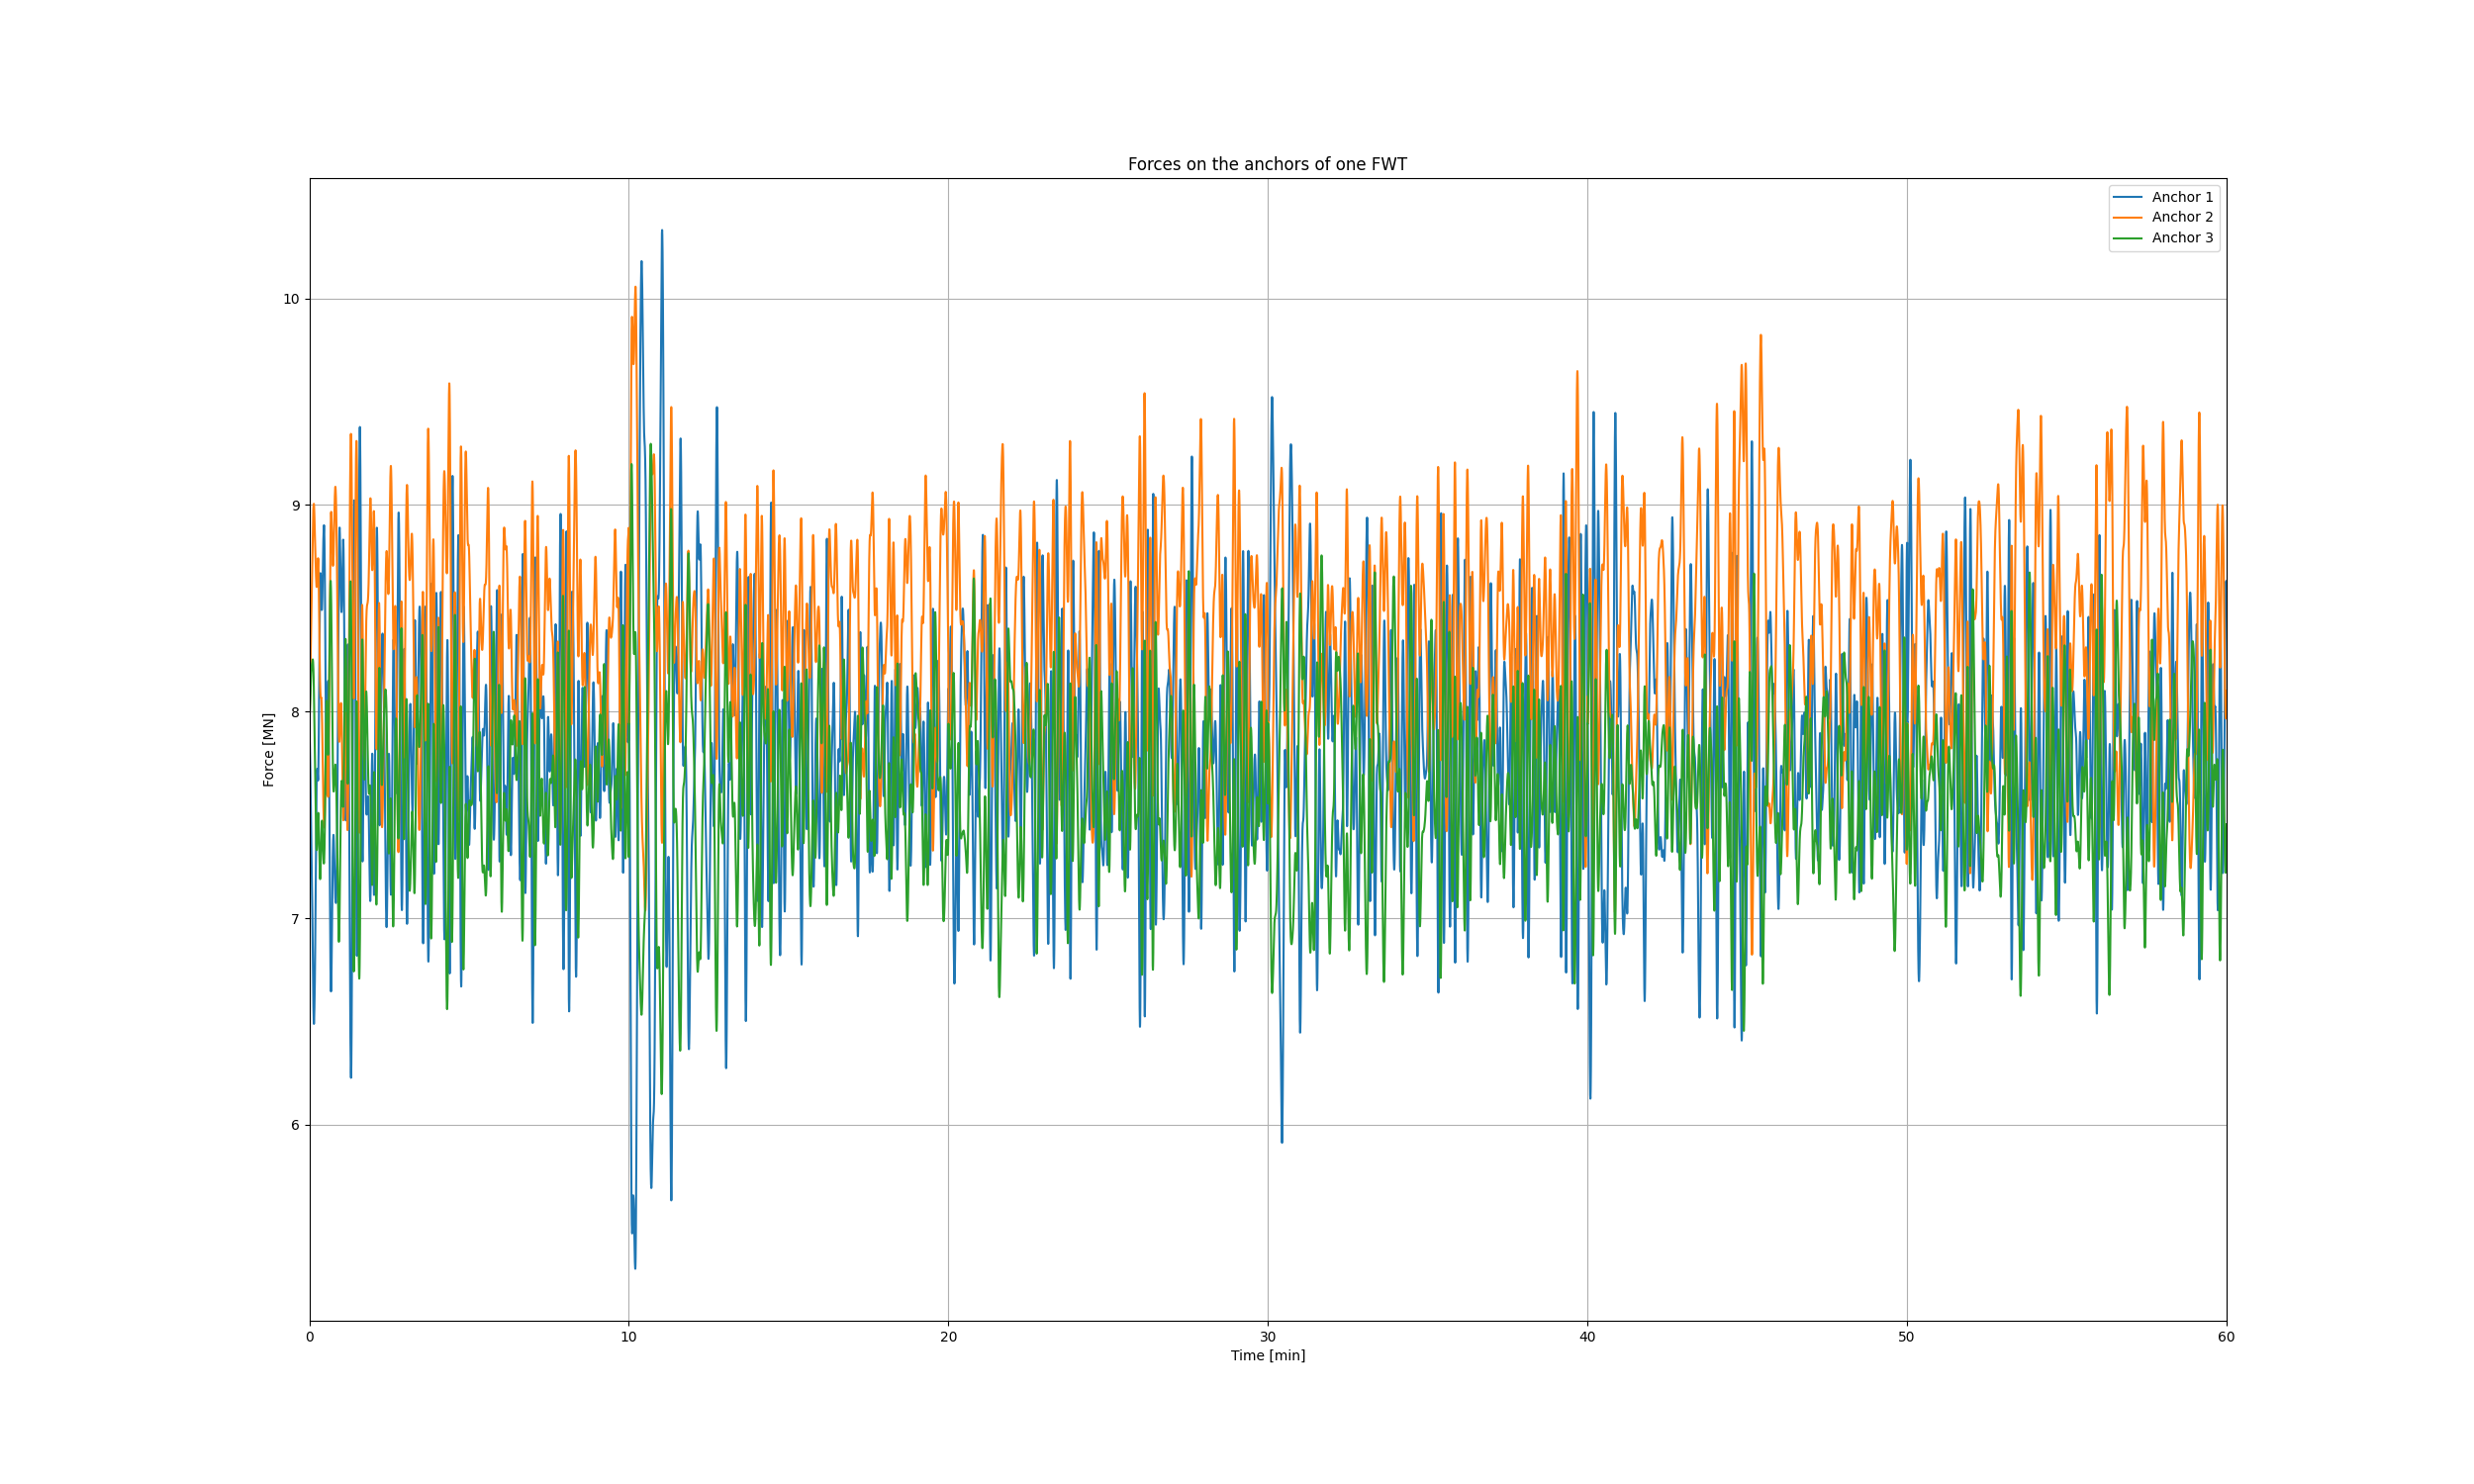 Forces on the anchors of one FWT
Anchor 1
Anchor 2
Anchor 3
Force [MN]
10
9
8
7
6
0 10 20 30 40 50 60
Time [min]